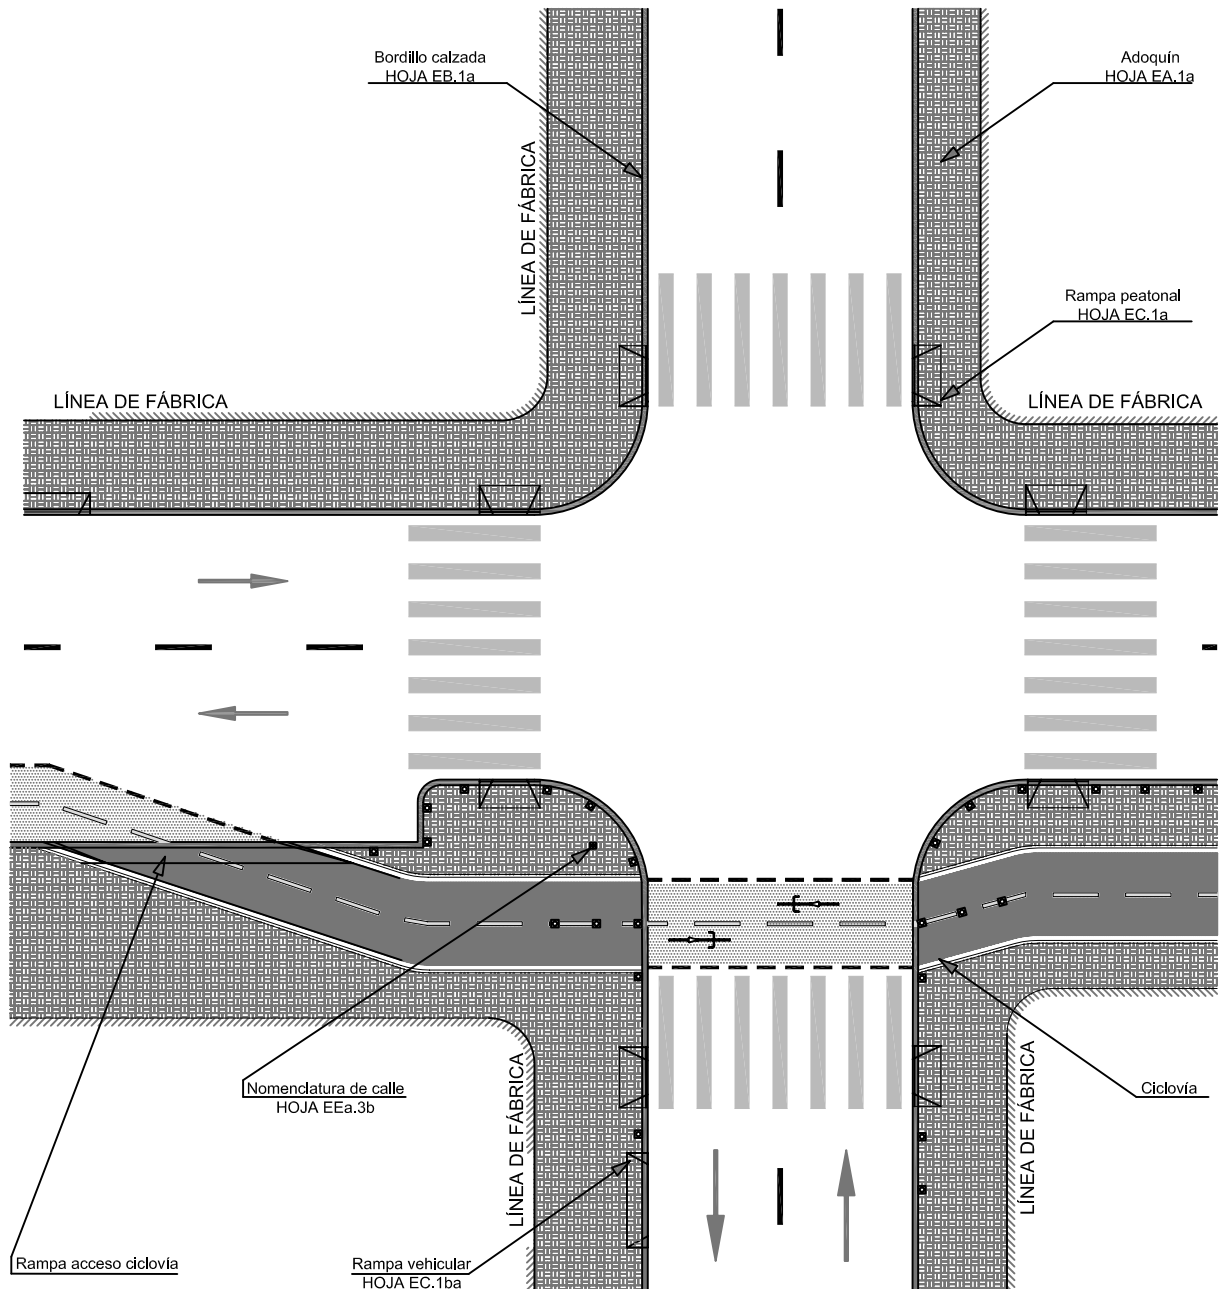 Bordillo calzada
HOJA EB.1a
Adoquín
HOJA EA.1a
LÍNEA DE FÁBRICA
Rampa peatonal
HOJA EC.1a
LÍNEA DE FÁBRICA
LÍNEA DE FÁBRICA
Nomenclatura de calle
HOJA EEa.3b
LÍNEA DE FÁBRICA
LÍNEA DE FÁBRICA
Ciclovía
Rampa acceso ciclovía
Rampa vehicular
HOJA EC.1ba